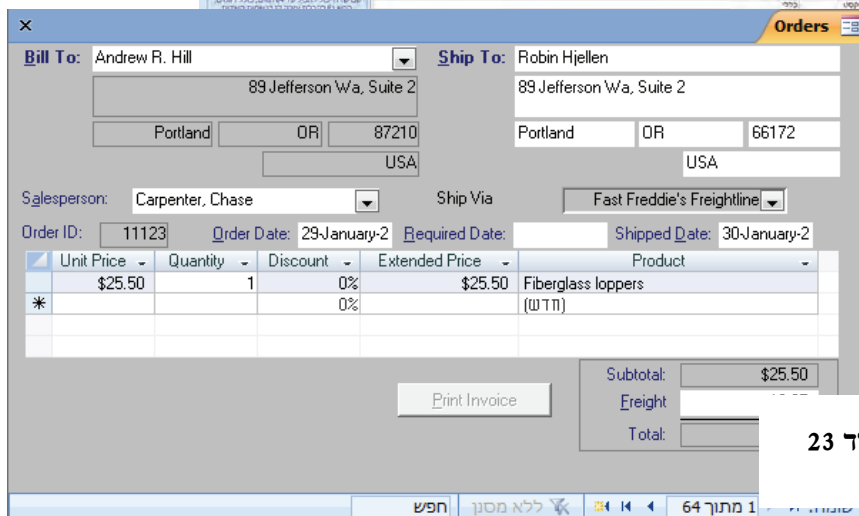 Orders
Bill To: Andrew R. Hill Ship To: Robin Hjellen
89 Jefferson Wa, Suite 2 89 Jefferson Wa, Suite 2
Portland OR 87210 Portland OR 66172
USA USA
Salesperson: Carpenter, Chase Ship Via Fast Freddie's Freightline
Order ID: 11123 Order Date: 29-January-2 Required Date: Shipped Date: 30-January-2
Unit Price Quantity Discount Extended Price Product
$25.50 1 0% $25.50 Fiberglass loppers
0% (חדש)
Subtotal: $25.50
Print Invoice Freight
Total:
23
1 מתוך 64 ללא מסנן חפש